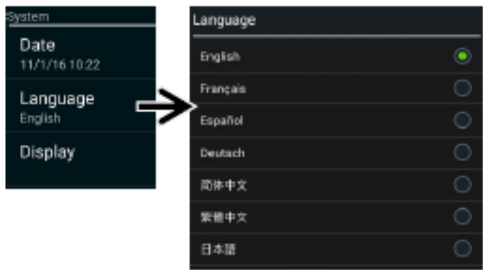 System
Date
11/1/16 10:22
Language
English
Display
Language
English
Français
Español
Deutsch
简体中文
繁體中文
日本語